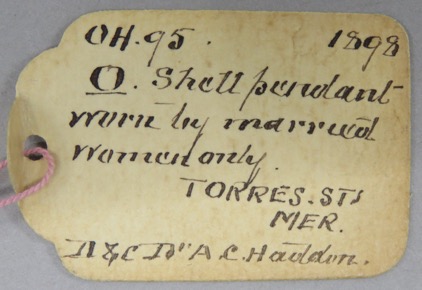 OH.95. 1898
O. Shell pendant
worn by married
women only.
TORRES. STS
MER.
D&C Dr A C. Haddon.